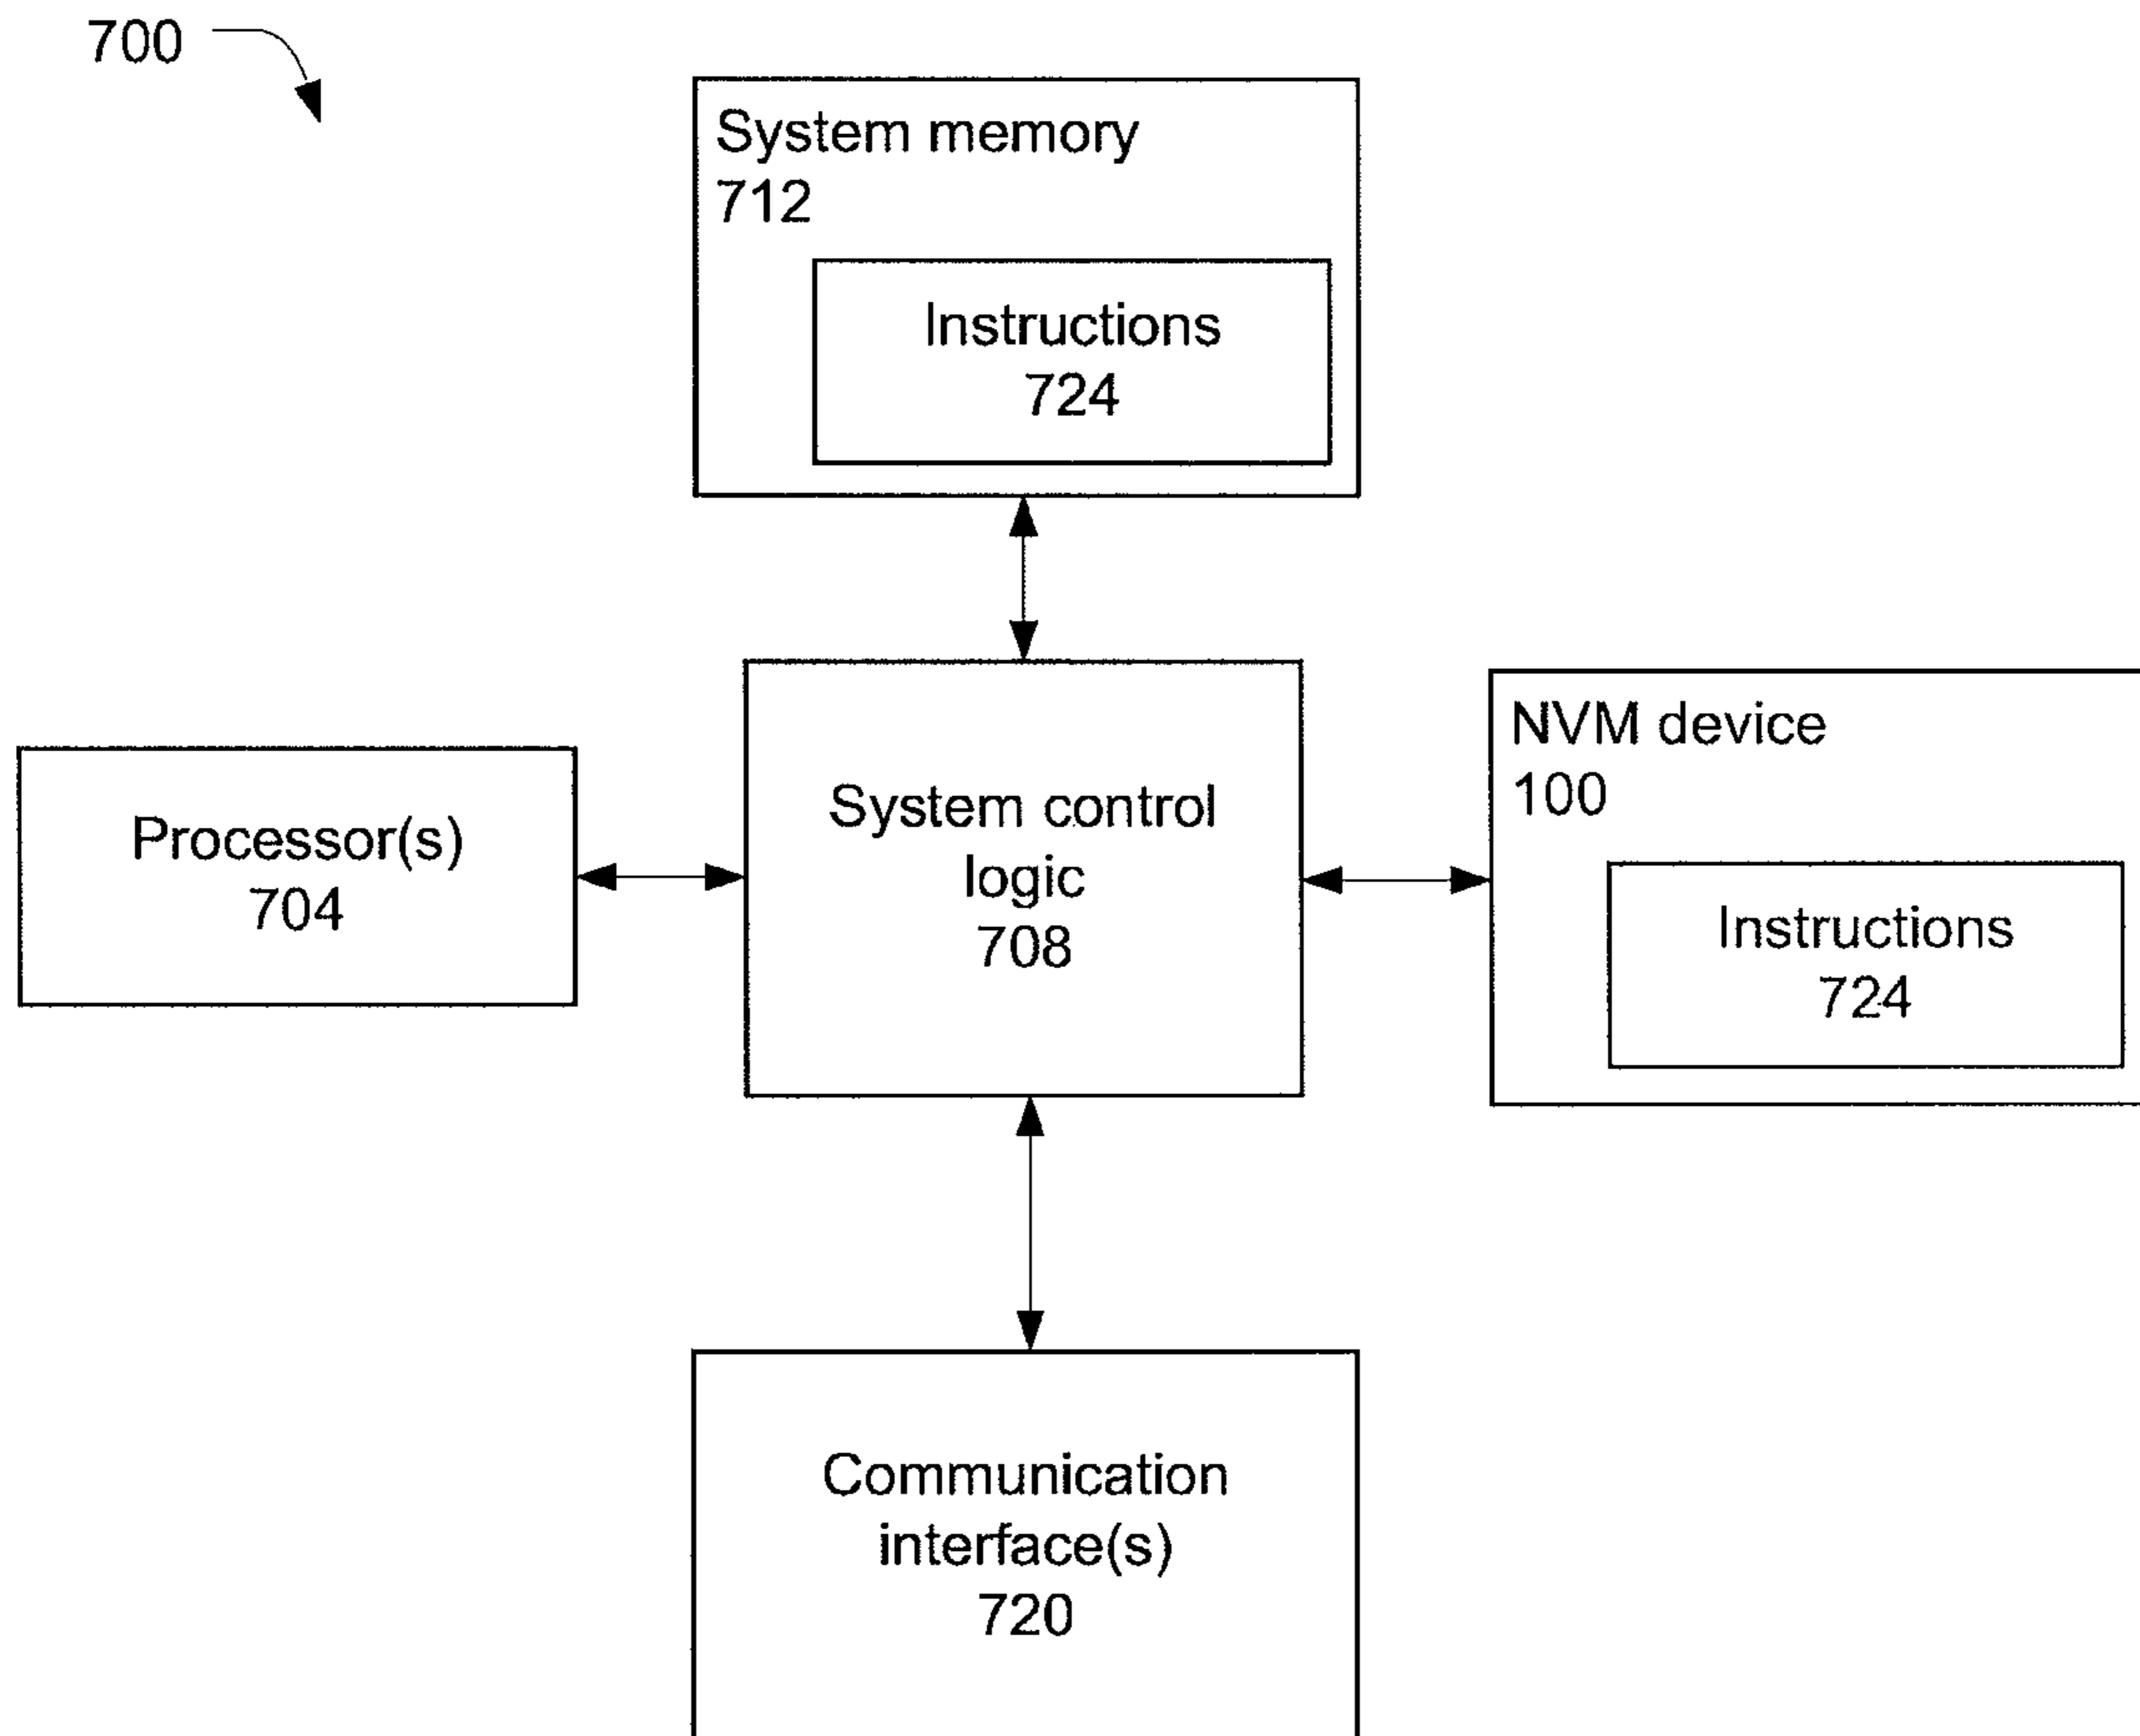 700
System memory
712
Instructions
724
Processor(s)
704
System control
logic
708
NVM device
100
Instructions
724
Communication
interface(s)
720